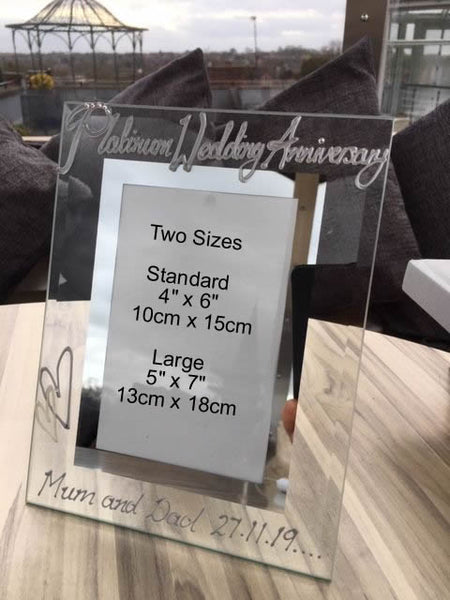 Platinum Wedding Anniversary
Two Sizes
Standard
4" x 6"
10cm x 15cm
Large
5" x 7"
13cm x 18cm
Mum and Dad 27.11.19....